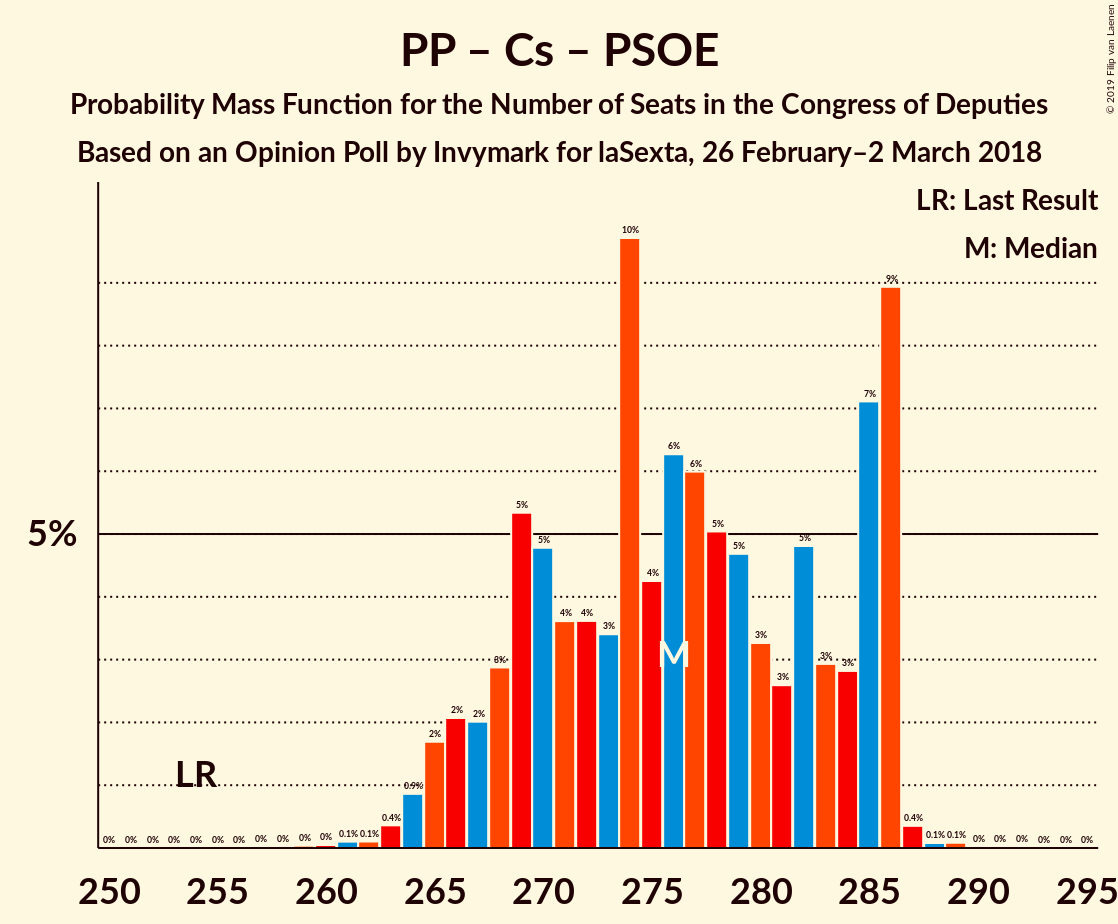 PP – Cs – PSOE
Probability Mass Function for the Number of Seats in the Congress of Deputies
Based on an Opinion Poll by Invymark for laSexta, 26 February–2 March 2018
© 2019 Filip van Laenen
LR: Last Result
M: Median
5%
LR
M
0% 0% 0% 0% 0% 0% 0% 0% 0% 0% 0% 0.1% 0.1% 0.4% 0.9% 2% 2% 2% 3% 5% 5% 4% 4% 3% 10% 4% 6% 6% 5% 5% 3% 3% 5% 3% 3% 7% 9% 0.4% 0.1% 0.1% 0% 0% 0% 0% 0% 0%
250 255 260 265 270 275 280 285 290 295